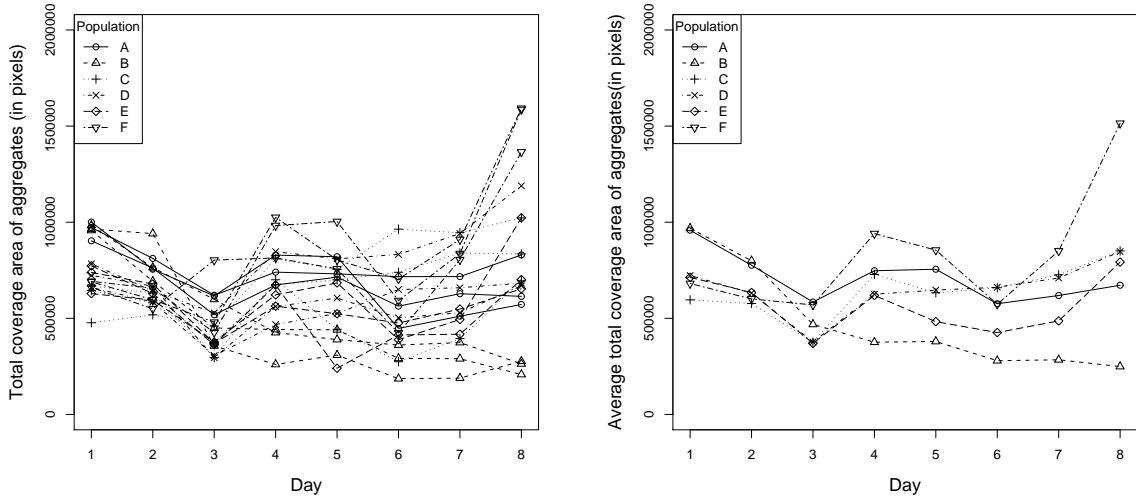 Total coverage area of aggregates (in pixels)
2000000
1500000
1000000
500000
0
Population
A
B
C
D
E
F
1 2 3 4 5 6 7 8
Day
Average total coverage area of aggregates(in pixels)
2000000
1500000
1000000
500000
0
Population
A
B
C
D
E
F
1 2 3 4 5 6 7 8
Day